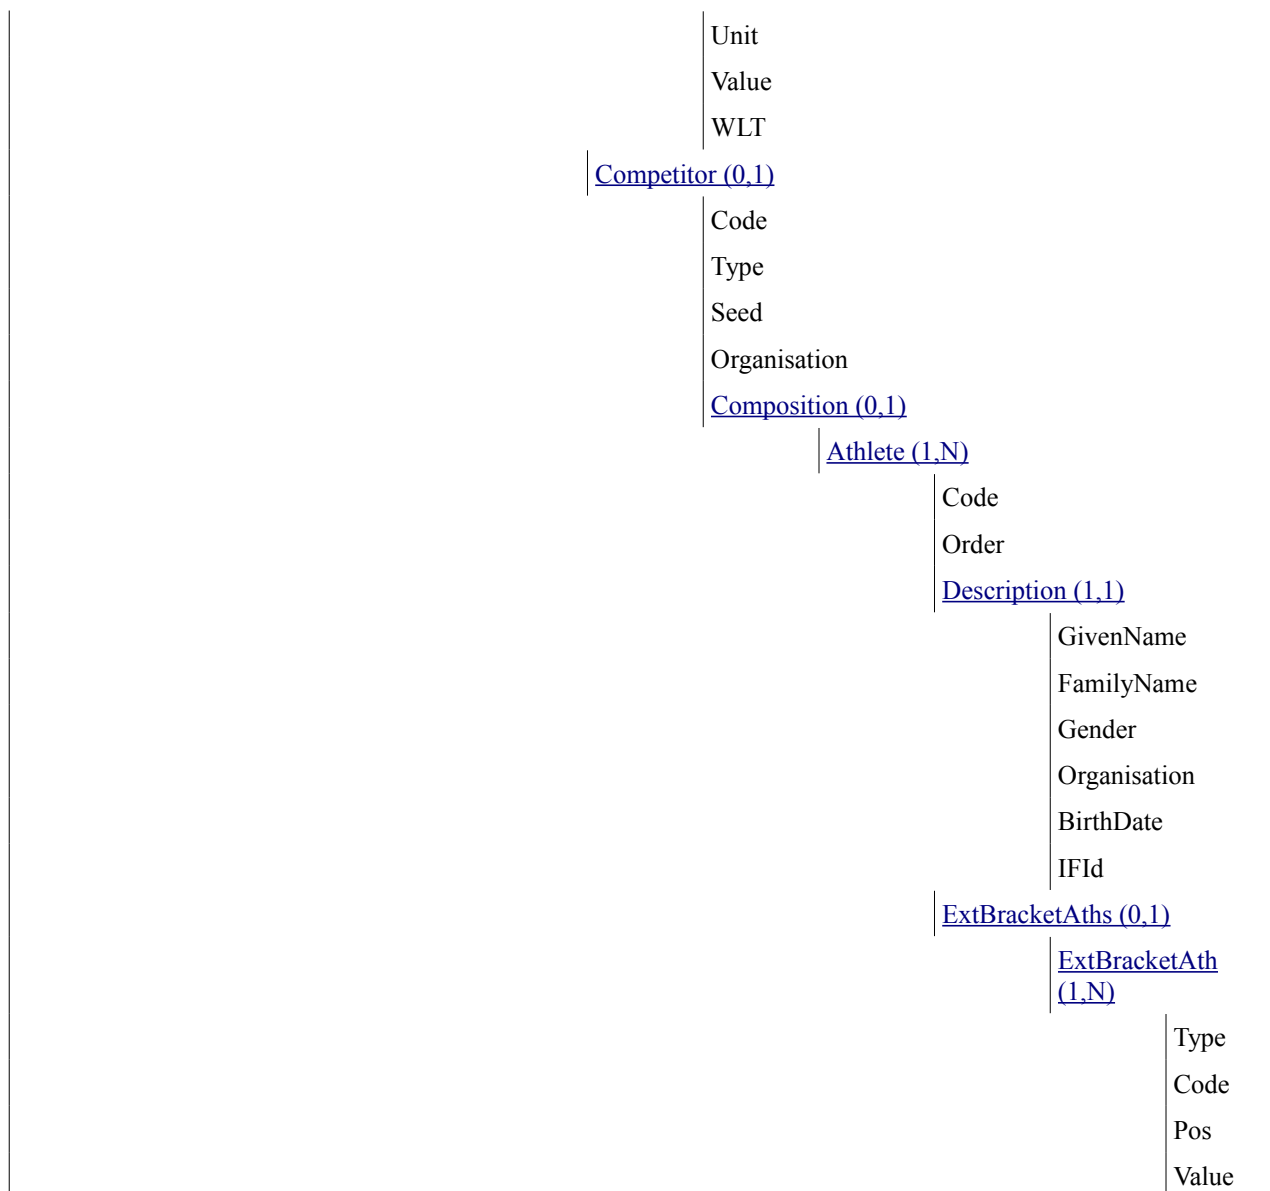 Unit
Value
WLT
Competitor (0,1)
Code
Type
Seed
Organisation
Composition (0,1)
Athlete (1,N)
Code
Order
Description (1,1)
GivenName
FamilyName
Gender
Organisation
BirthDate
IFId
ExtBracketAths (0,1)
ExtBracketAth
(1,N)
Type
Code
Pos
Value